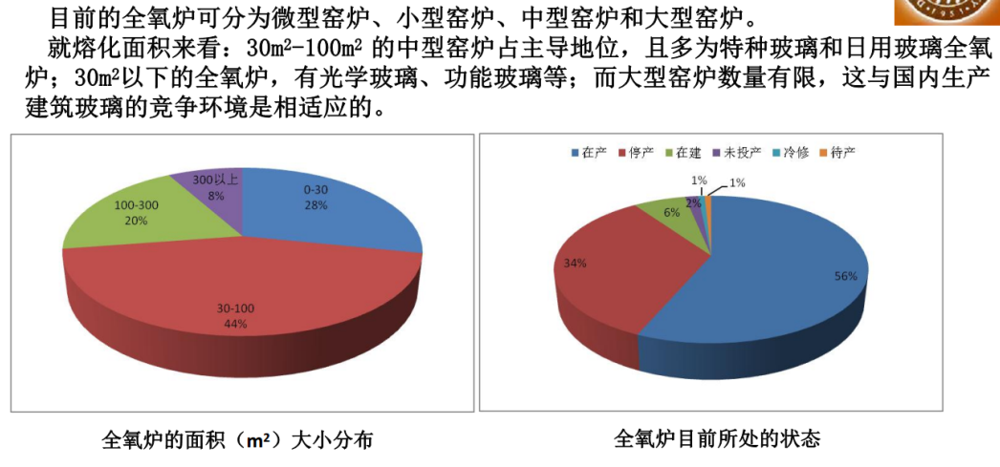 目前的全氧炉可分为微型窑炉、小型窑炉、中型窑炉和大型窑炉。
就熔化面积来看：30m²-100m² 的中型窑炉占主导地位，且多为特种玻璃和日用玻璃全氧
炉；30m²以下的全氧炉，有光学玻璃、功能玻璃等；而大型窑炉数量有限，这与国内生产
建筑玻璃的竞争环境是相适应的。
300以上
8%
0-30
28%
100-300
20%
30-100
44%
全氧炉的面积（m²）大小分布
在产 停产 在建 未投产 冷修 待产
1%
1%
2%
6%
34%
56%
全氧炉目前所处的状态